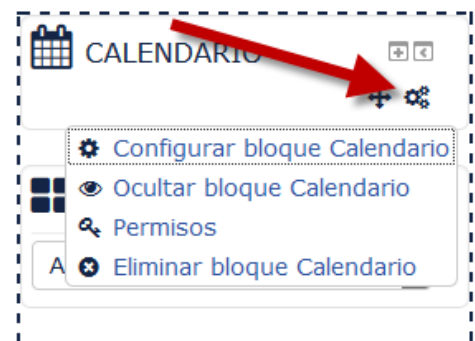 CALENDARIO
Configurar bloque Calendario
Ocultar bloque Calendario
Permisos
Eliminar bloque Calendario
A